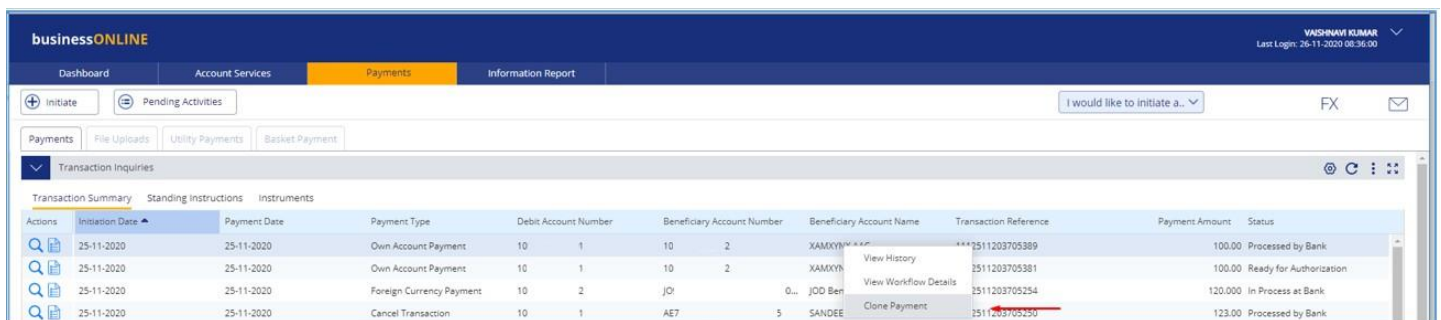 businessONLINE
VAISHNAVI KUMAR
Last Login: 26-11-2020 08:36:00
Dashboard Account Services Payments Information Report
Initiate Pending Activities I would like to initiate a.. FX
Payments File Uploads Utility Payments Basket Payment
Transaction Inquiries
Transaction Summary Standing Instructions Instruments
Actions Initiation Date Payment Date Payment Type Debit Account Number Beneficiary Account Number Beneficiary Account Name Transaction Reference Payment Amount Status
25-11-2020 25-11-2020 Own Account Payment 10 1 10 2 100.00 Processed by Bank
View History
25-11-2020 25-11-2020 Own Account Payment 10 1 10 2 XAMXYN 2511203705381 100.00 Ready for Authorization
View Workflow Details
25-11-2020 25-11-2020 Foreign Currency Payment 10 2 0... JOD Ben 2511203705254 120.000 In Process at Bank
Clone Payment
25-11-2020 25-11-2020 Cancel Transaction 10 1 AE7 5 SANDEE 123.00 Processed by Bank